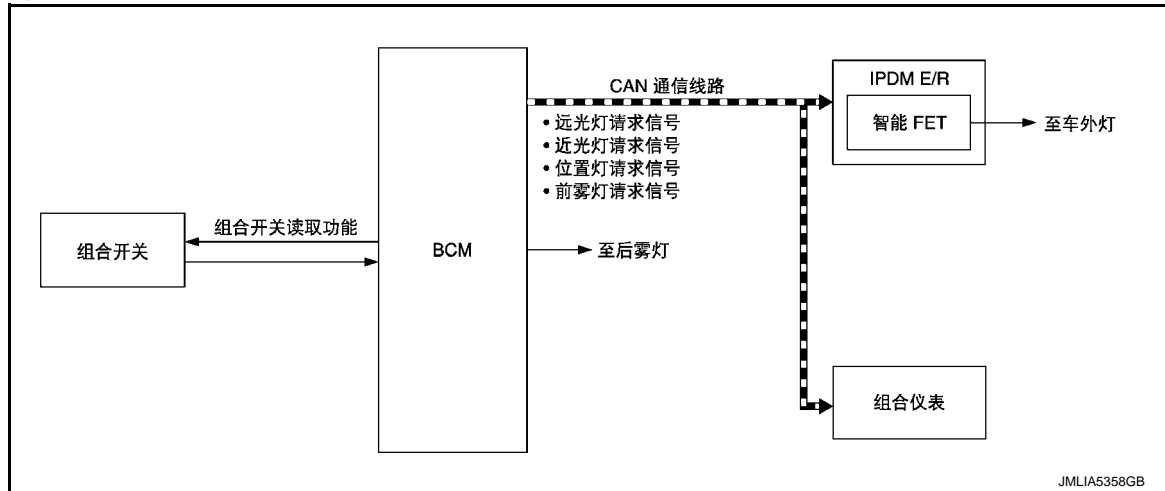 CAN 通信线路
• 远光灯请求信号
• 近光灯请求信号
• 位置灯请求信号
• 前雾灯请求信号
IPDM E/R
智能 FET
至车外灯
组合开关
组合开关读取功能
BCM
至后雾灯
组合仪表
JMLIA5358GB